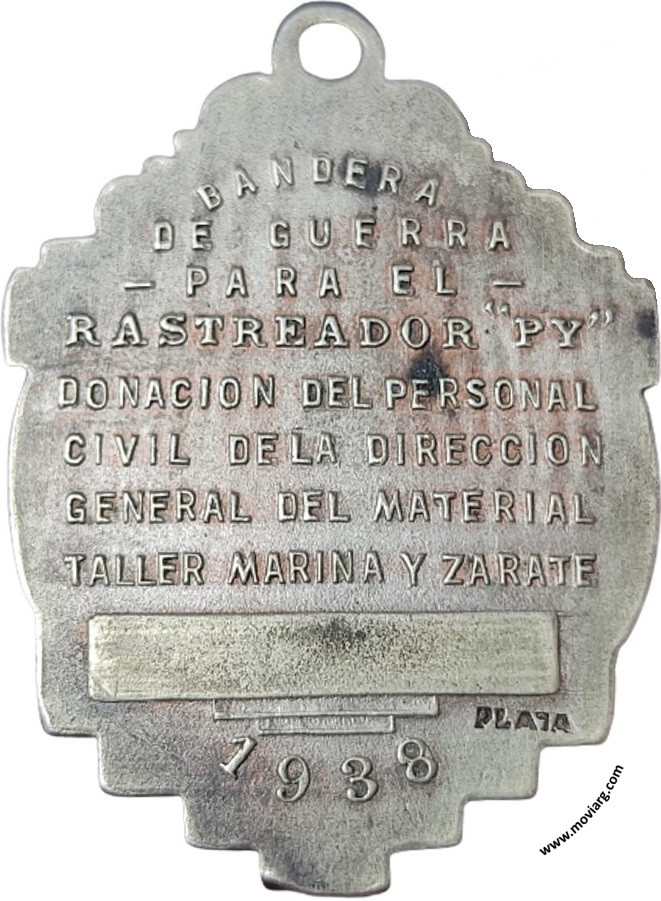 BANDERA
DE GUERRA
- PARA EL -
RASTREADOR "PY"
DONACION DEL PERSONAL
CIVIL DE LA DIRECCION
GENERAL DEL MATERIAL
TALLER MARINA Y ZARATE
PLATA
1938
www.moviarg.com